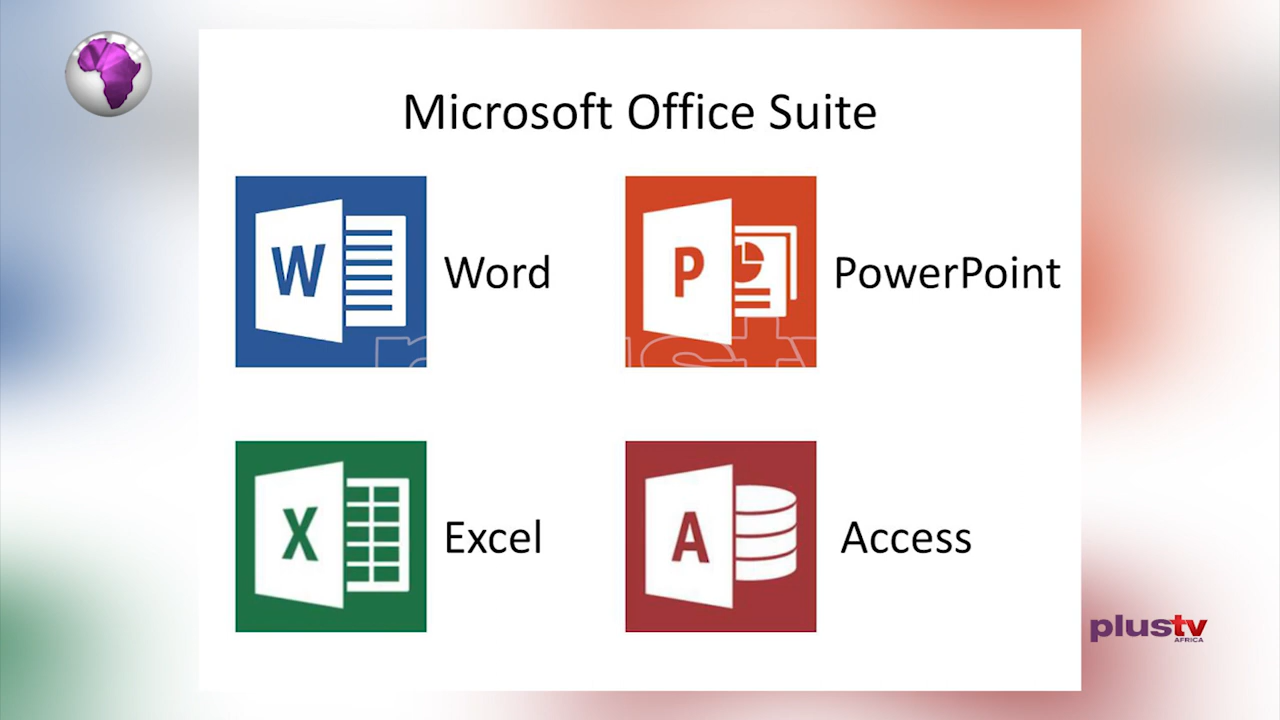 Microsoft Office Suite
W Word
P PowerPoint
X Excel
A Access
plustv
AFRICA